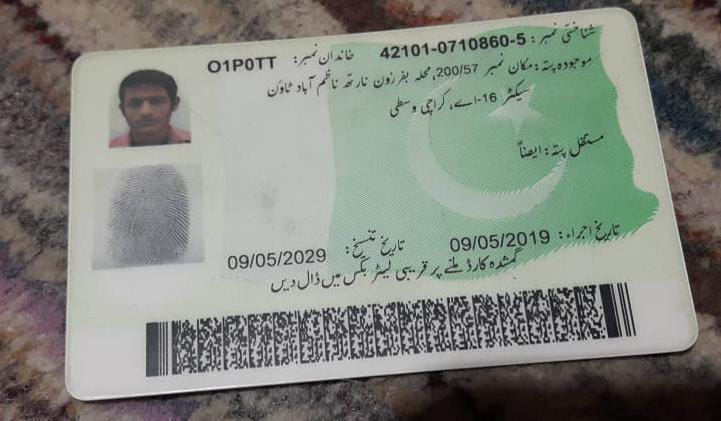 شناختی نمبر: 42101-0710860-5 خاندان نمبر: O1P0TT
موجودہ پتہ: مکان نمبر 200/57، محلہ بفرزون نارتھ ناظم آباد ٹاؤن
سیکٹر 16-اے، کراچی وسطی
مستقل پتہ: ایضاً
تاریخ اجراء: 09/05/2019 تاریخ تنسیخ: 09/05/2029
گمشدہ کارڈ ملنے پر قریبی لیٹر بکس میں ڈال دیں